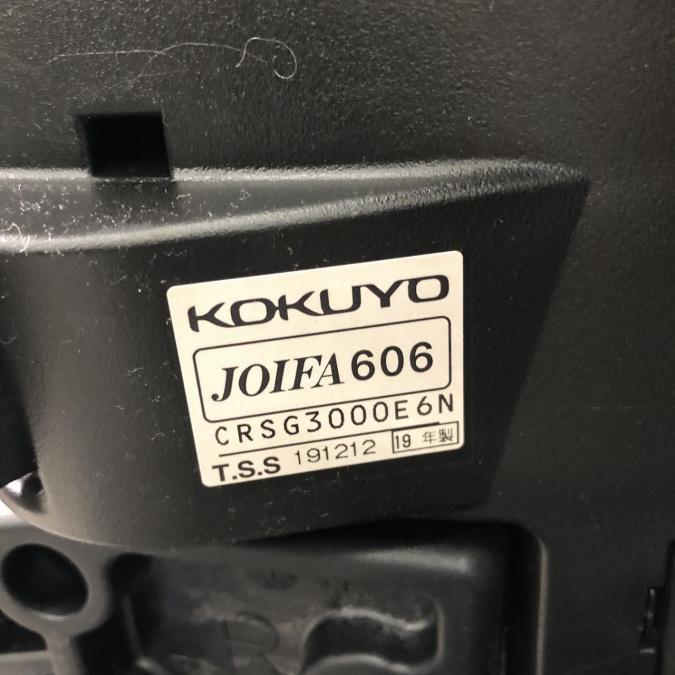 KOKUYO
JOIFA 606
CRSG3000E6N
T.S.S 191212 19 年製